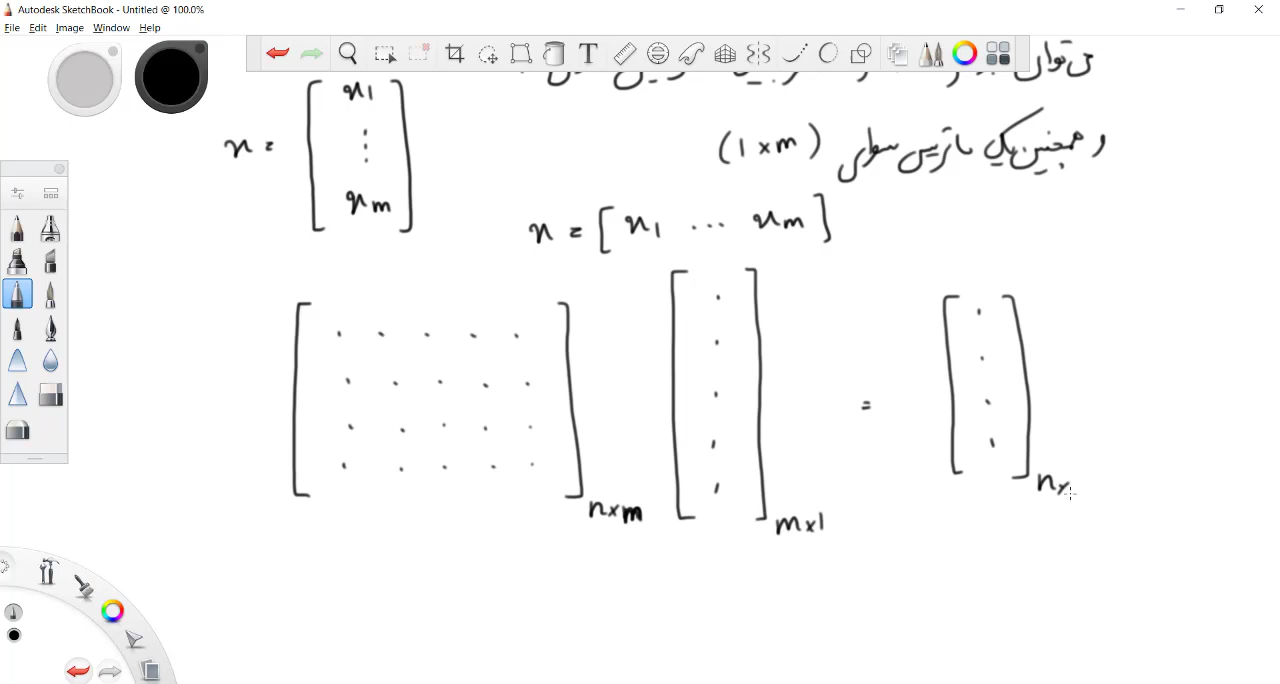 Autodesk SketchBook - Untitled @ 100.0%
File Edit Image Window Help
می‌توان
x = [ x1 ⋮ xm ]
و همچنین یک ماتریس سطری (1 × m)
x = [ x1 ... xm ]
n×m m×1 = n×